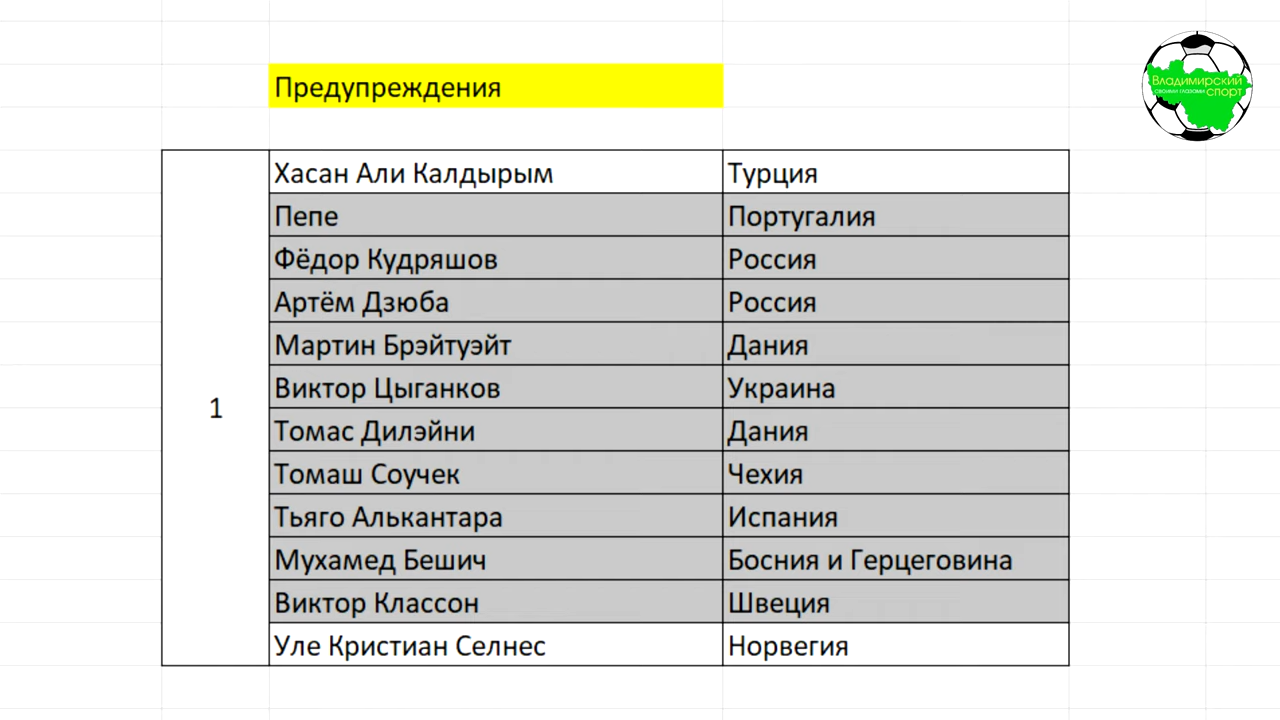 Предупреждения
Владимирский
своими глазами спорт
Хасан Али Калдырым Турция
Пепе Португалия
Фёдор Кудряшов Россия
Артём Дзюба Россия
Мартин Брэйтуэйт Дания
Виктор Цыганков Украина
1
Томас Дилэйни Дания
Томаш Соучек Чехия
Тьяго Алькантара Испания
Мухамед Бешич Босния и Герцеговина
Виктор Классон Швеция
Уле Кристиан Селнес Норвегия